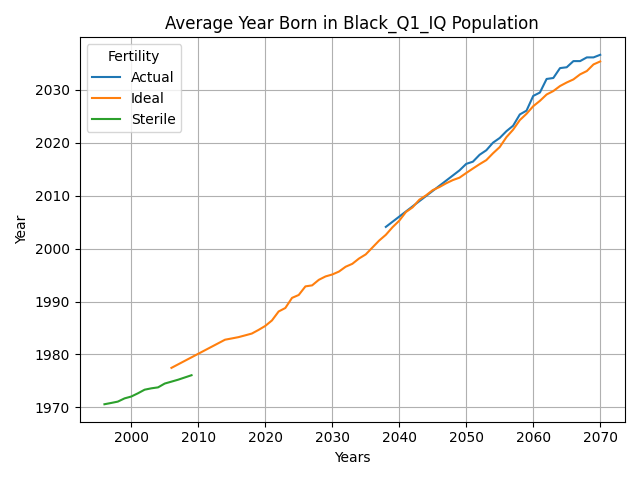 Average Year Born in Black_Q1_IQ Population
Fertility
Actual
Ideal
Sterile
Year
2030
2020
2010
2000
1990
1980
1970
2000 2010 2020 2030 2040 2050 2060 2070
Years